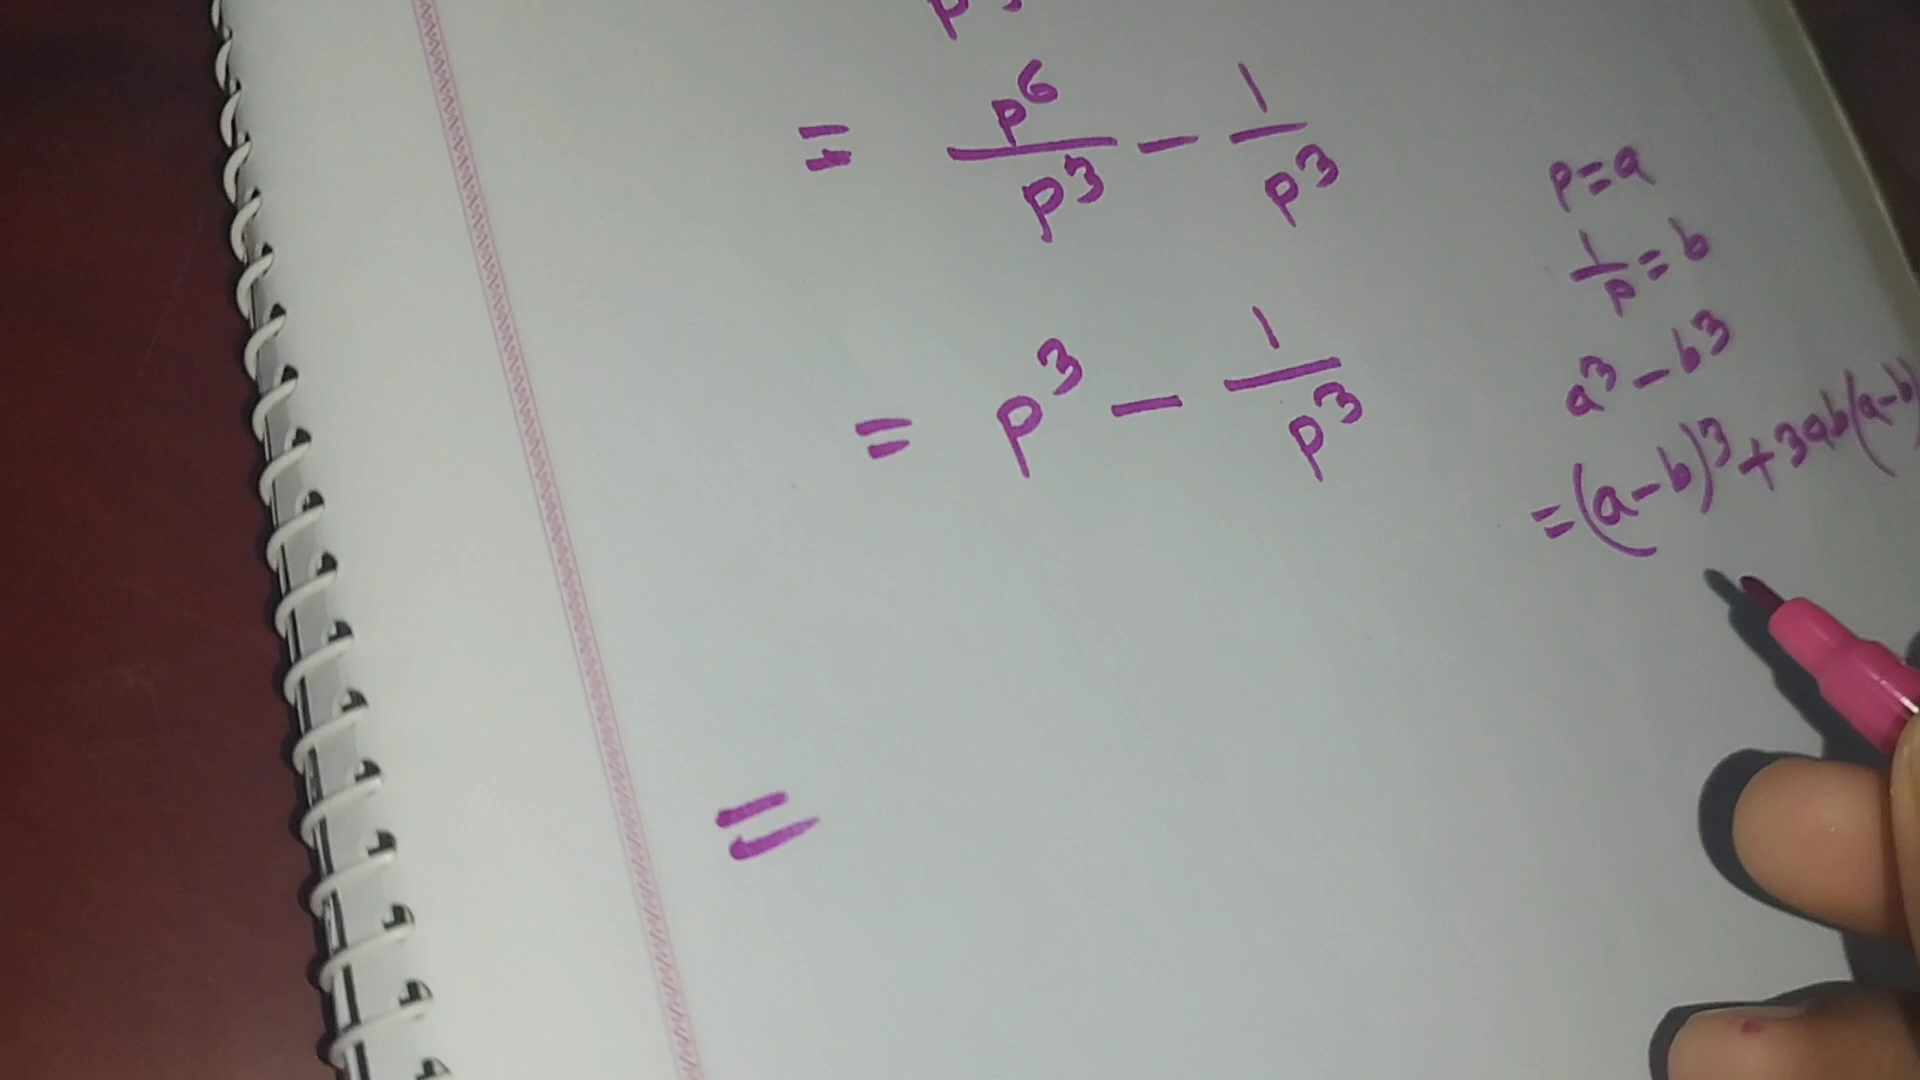 = p⁶/p³ - 1/p³
= p³ - 1/p³
=
p=a
1/p=b
a³-b³
=(a-b)³+3ab(a-b)